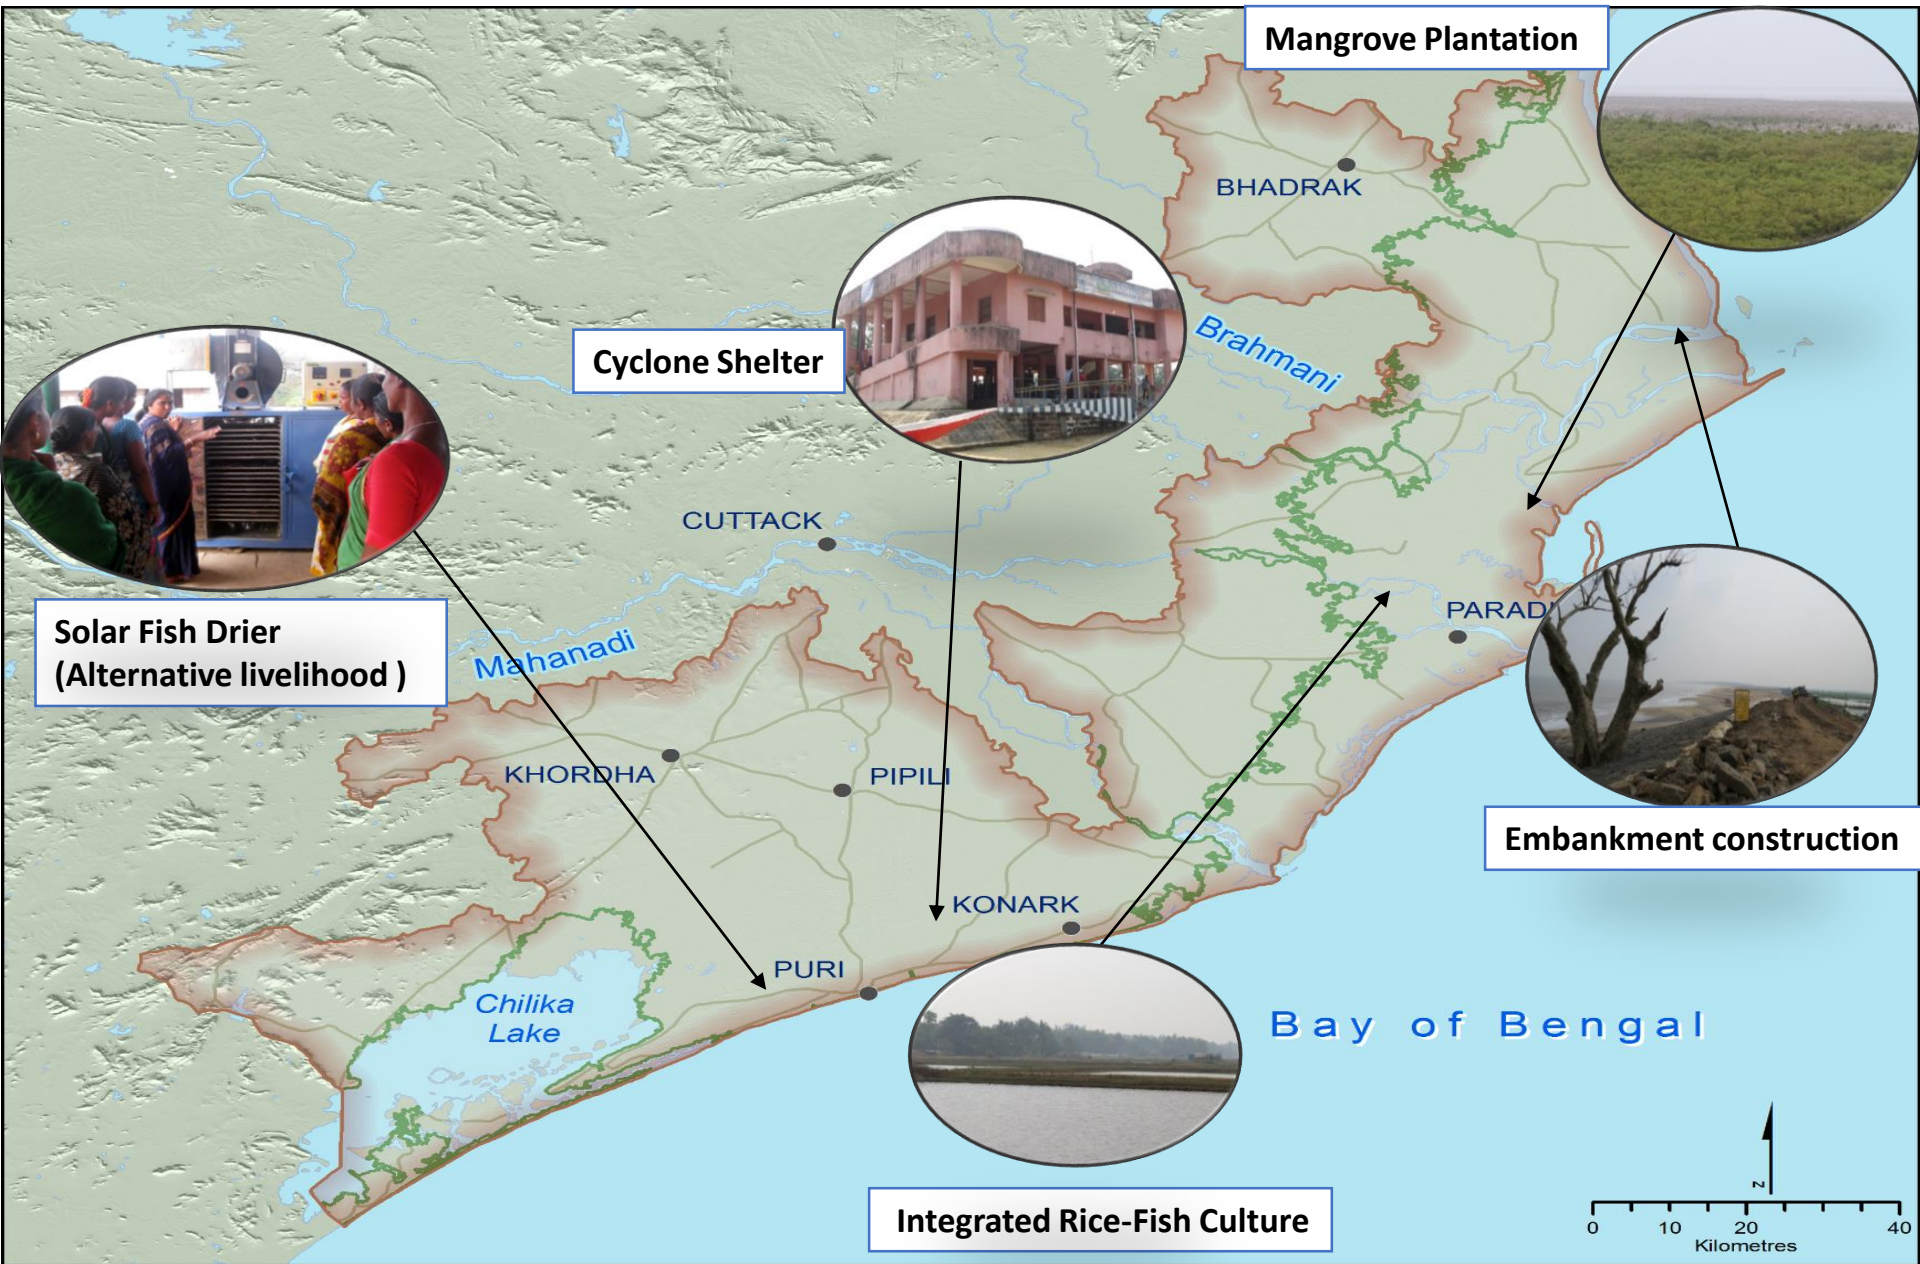 Mangrove Plantation
BHADRAK
Cyclone Shelter
Brahmani
CUTTACK
Solar Fish Drier
(Alternative livelihood )
PARADI
Mahanadi
KHORDHA
PIPILI
Embankment construction
KONARK
PURI
Chilika
Lake
Bay of Bengal
Integrated Rice-Fish Culture
N
0 10 20 40
Kilometres